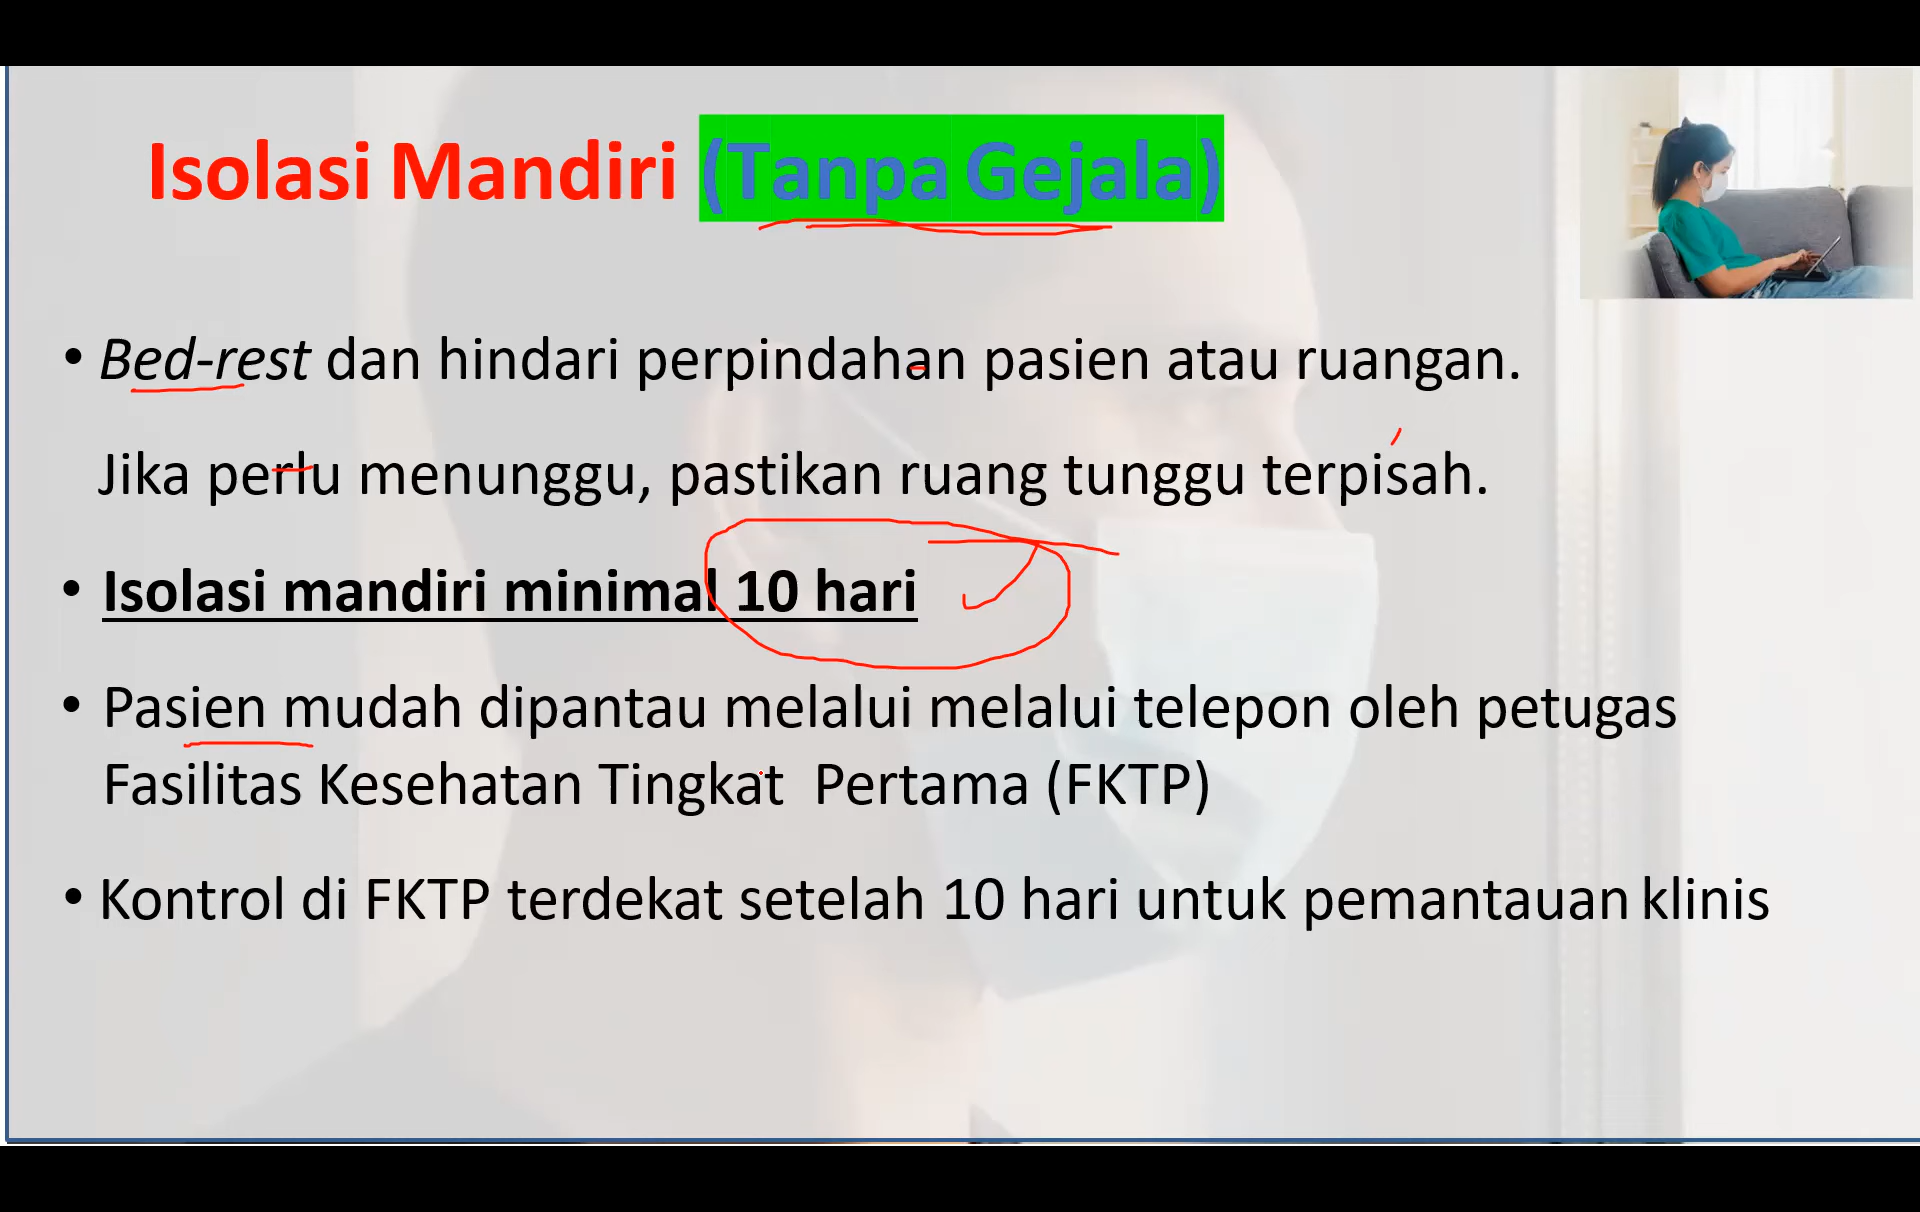 Isolasi Mandiri (Tanpa Gejala)
• Bed-rest dan hindari perpindahan pasien atau ruangan.
Jika perlu menunggu, pastikan ruang tunggu terpisah.
• Isolasi mandiri minimal 10 hari
• Pasien mudah dipantau melalui melalui telepon oleh petugas
Fasilitas Kesehatan Tingkat Pertama (FKTP)
• Kontrol di FKTP terdekat setelah 10 hari untuk pemantauan klinis